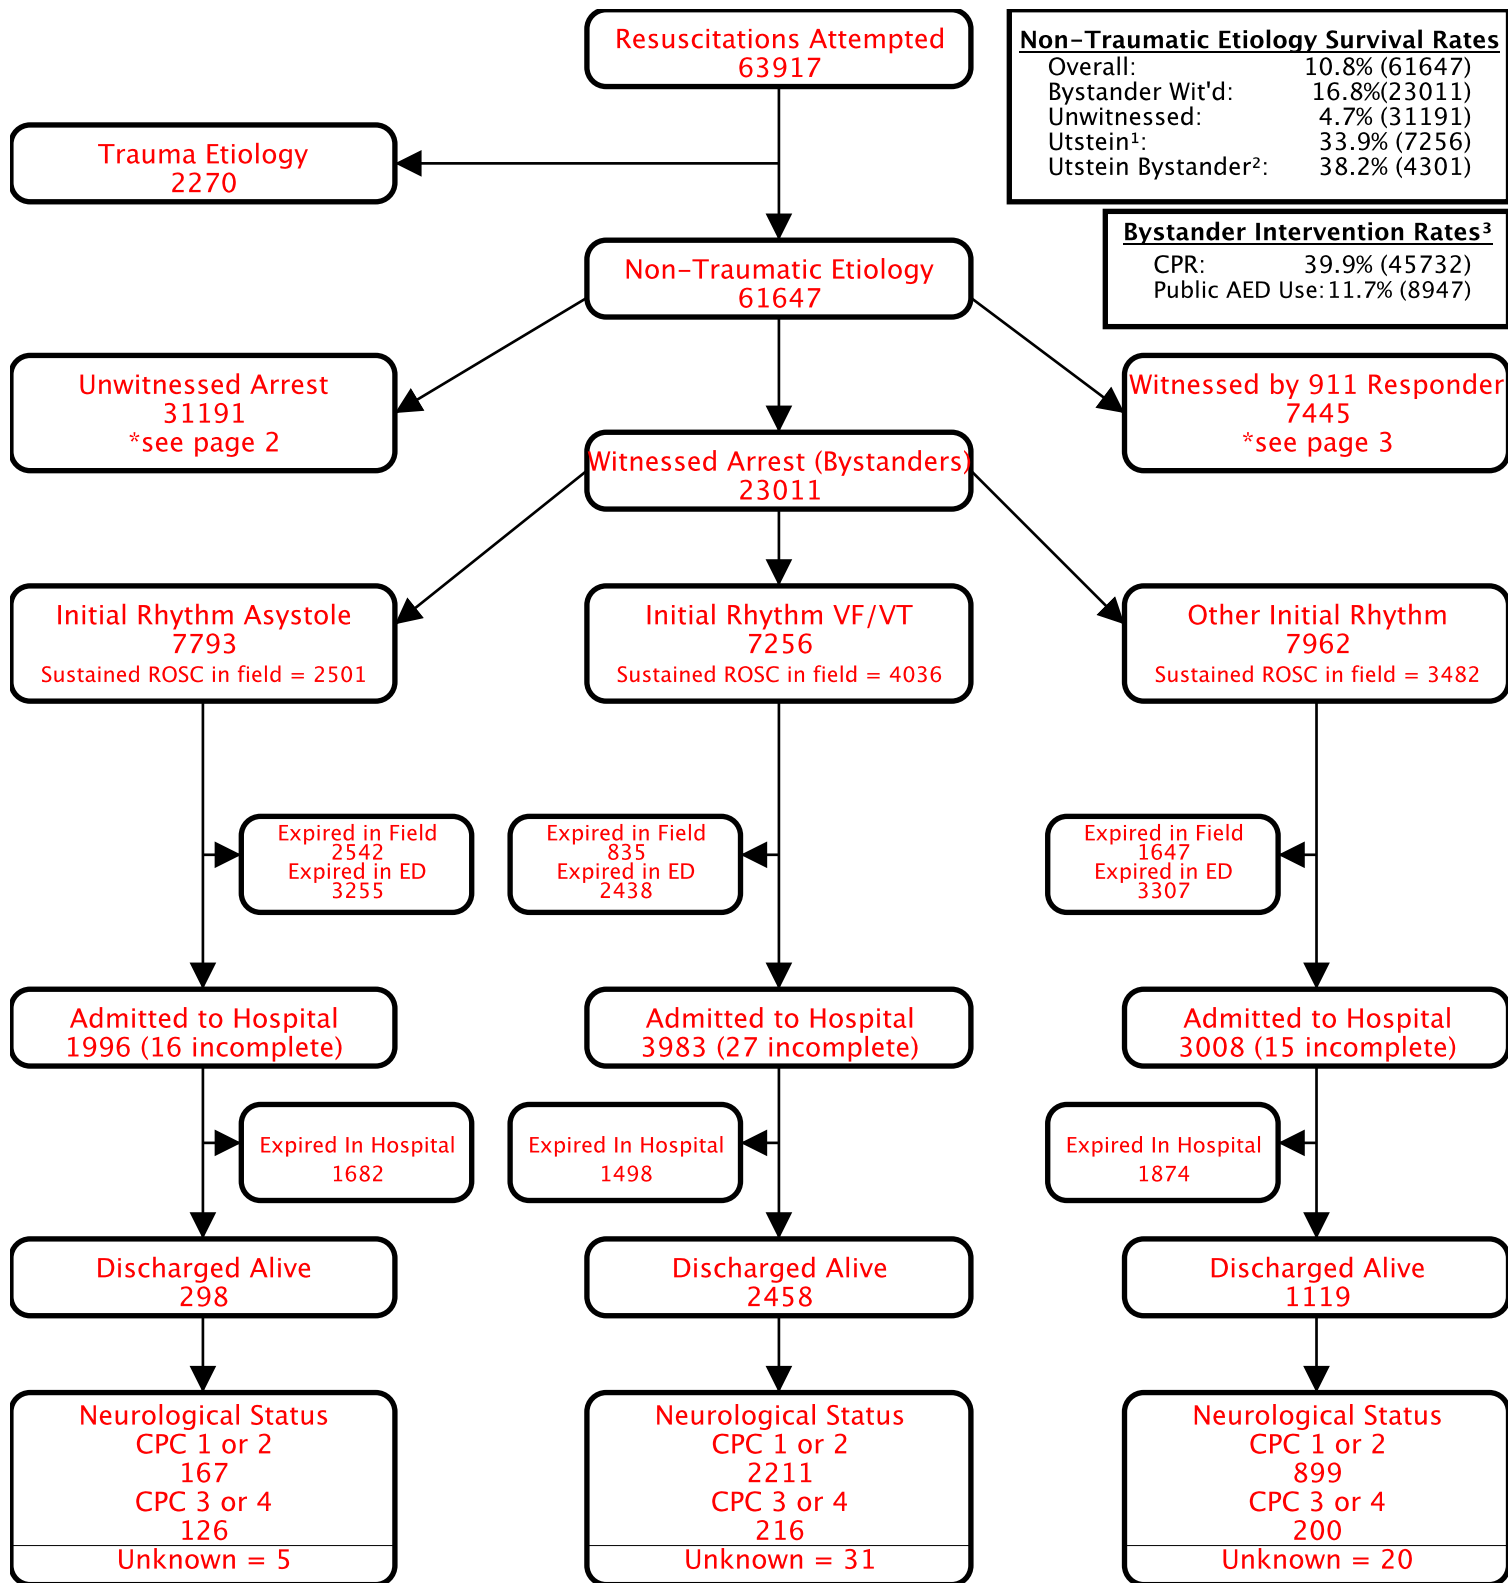 Resuscitations Attempted
63917
Non-Traumatic Etiology Survival Rates
Overall: 10.8% (61647)
Bystander Wit'd: 16.8%(23011)
Unwitnessed: 4.7% (31191)
Utstein¹: 33.9% (7256)
Utstein Bystander²: 38.2% (4301)
Trauma Etiology
2270
Bystander Intervention Rates³
CPR: 39.9% (45732)
Public AED Use: 11.7% (8947)
Non-Traumatic Etiology
61647
Unwitnessed Arrest
31191
*see page 2
Witnessed by 911 Responder
7445
*see page 3
Witnessed Arrest (Bystanders)
23011
Initial Rhythm Asystole
7793
Sustained ROSC in field = 2501
Initial Rhythm VF/VT
7256
Sustained ROSC in field = 4036
Other Initial Rhythm
7962
Sustained ROSC in field = 3482
Expired in Field
2542
Expired in ED
3255
Expired in Field
835
Expired in ED
2438
Expired in Field
1647
Expired in ED
3307
Admitted to Hospital
1996 (16 incomplete)
Admitted to Hospital
3983 (27 incomplete)
Admitted to Hospital
3008 (15 incomplete)
Expired In Hospital
1682
Expired In Hospital
1498
Expired In Hospital
1874
Discharged Alive
298
Discharged Alive
2458
Discharged Alive
1119
Neurological Status
CPC 1 or 2
167
CPC 3 or 4
126
Unknown = 5
Neurological Status
CPC 1 or 2
2211
CPC 3 or 4
216
Unknown = 31
Neurological Status
CPC 1 or 2
899
CPC 3 or 4
200
Unknown = 20